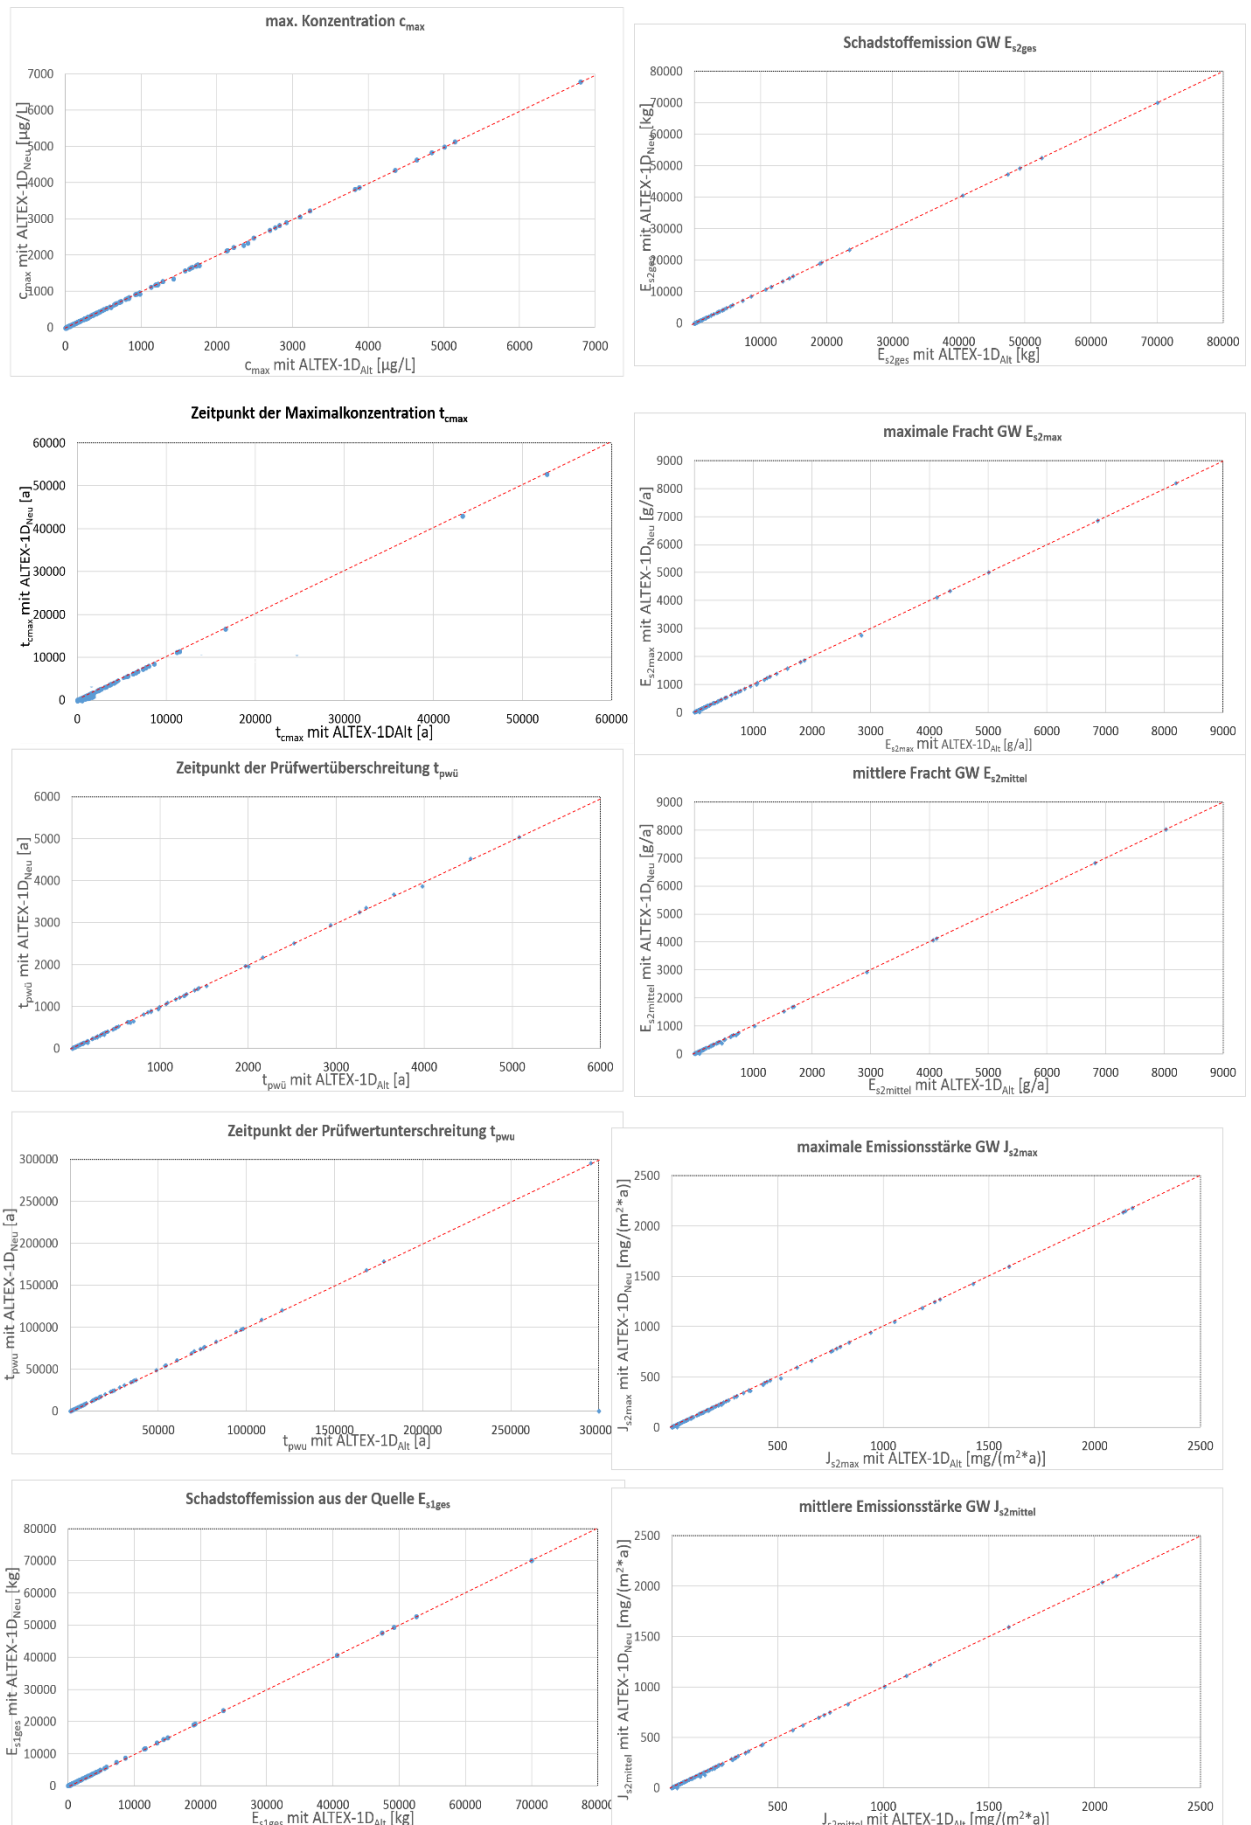 max. Konzentration cmax
7000
6000
5000
4000
3000
2000
1000
0
cmax mit ALTEX-1DNeu [µg/L]
0 1000 2000 3000 4000 5000 6000 7000
cmax mit ALTEX-1DAlt [µg/L]
Schadstoffemission GW Es2ges
80000
70000
60000
50000
40000
30000
20000
10000
0
Es2ges mit ALTEX-1DNeu [kg]
10000 20000 30000 40000 50000 60000 70000 80000
Es2ges mit ALTEX-1DAlt [kg]
Zeitpunkt der Maximalkonzentration tcmax
60000
50000
40000
30000
20000
10000
0
tcmax mit ALTEX-1DNeu [a]
0 10000 20000 30000 40000 50000 60000
tcmax mit ALTEX-1DAlt [a]
maximale Fracht GW Es2max
9000
8000
7000
6000
5000
4000
3000
2000
1000
0
Es2max mit ALTEX-1DNeu [g/a]
1000 2000 3000 4000 5000 6000 7000 8000 9000
Es2max mit ALTEX-1DAlt [g/a]]
Zeitpunkt der Prüfwertüberschreitung tpwü
6000
5000
4000
3000
2000
1000
0
tpwü mit ALTEX-1DNeu [a]
1000 2000 3000 4000 5000 6000
tpwü mit ALTEX-1DAlt [a]
mittlere Fracht GW Es2mittel
9000
8000
7000
6000
5000
4000
3000
2000
1000
0
Es2mittel mit ALTEX-1DNeu [g/a]
1000 2000 3000 4000 5000 6000 7000 8000 9000
Es2mittel mit ALTEX-1DAlt [g/a]
Zeitpunkt der Prüfwertunterschreitung tpwu
300000
250000
200000
150000
100000
50000
0
tpwu mit ALTEX-1DNeu [a]
50000 100000 150000 200000 250000 300000
tpwu mit ALTEX-1DAlt [a]
maximale Emissionsstärke GW Js2max
2500
2000
1500
1000
500
0
Js2max mit ALTEX-1DNeu [mg/(m²*a)]
500 1000 1500 2000 2500
Js2max mit ALTEX-1DAlt [mg/(m²*a)]
Schadstoffemission aus der Quelle Es1ges
80000
70000
60000
50000
40000
30000
20000
10000
0
Es1ges mit ALTEX-1DNeu [kg]
0 10000 20000 30000 40000 50000 60000 70000 80000
Es1ges mit ALTEX-1DAlt [kg]
mittlere Emissionsstärke GW Js2mittel
2500
2000
1500
1000
500
0
Js2mittel mit ALTEX-1DNeu [mg/(m²*a)]
500 1000 1500 2000 2500
Js2mittel mit ALTEX-1DAlt [mg/(m²*a)]